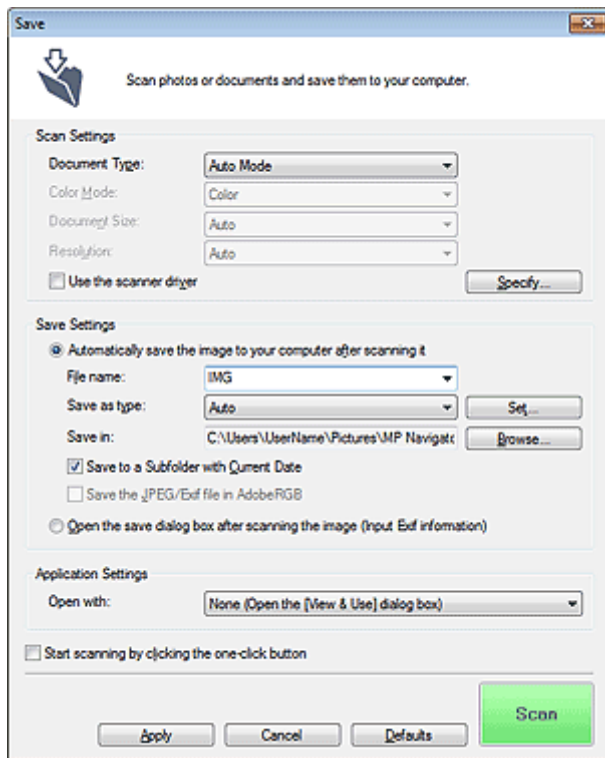 Save
Scan photos or documents and save them to your computer.
Scan Settings
Document Type: Auto Mode
Color Mode: Color
Document Size: Auto
Resolution: Auto
Use the scanner driver Specify...
Save Settings
Automatically save the image to your computer after scanning it
File name: IMG
Save as type: Auto Set...
Save in: C:\Users\UserName\Pictures\MP Navigato Browse...
Save to a Subfolder with Current Date
Save the JPEG/Exif file in AdobeRGB
Open the save dialog box after scanning the image (Input Exif information)
Application Settings
Open with: None (Open the [View & Use] dialog box)
Start scanning by clicking the one-click button
Scan
Apply Cancel Defaults